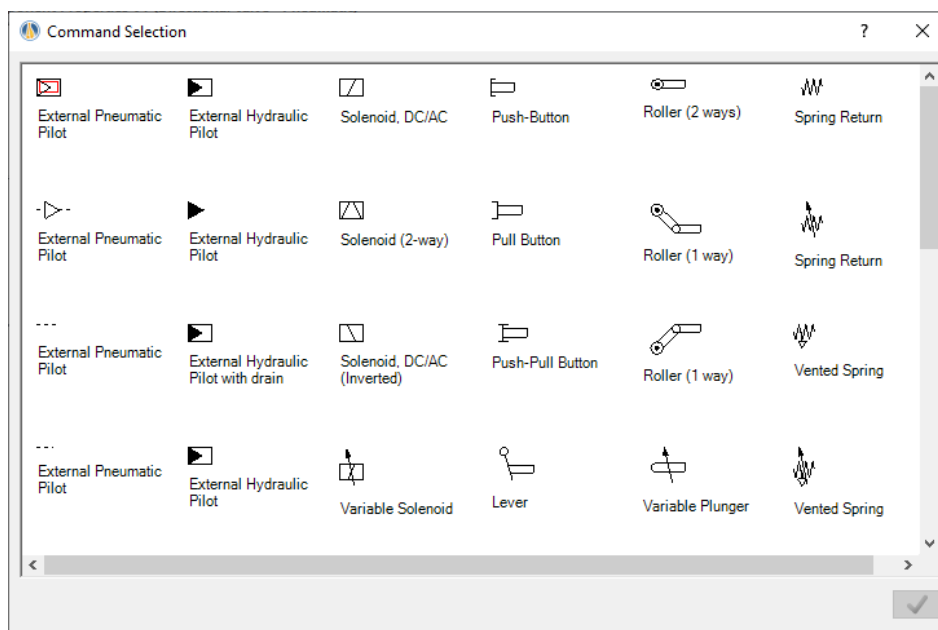 Command Selection
?
External Pneumatic
Pilot
External Hydraulic
Pilot
Solenoid, DC/AC
Push-Button
Roller (2 ways)
Spring Return
External Pneumatic
Pilot
External Hydraulic
Pilot
Solenoid (2-way)
Pull Button
Roller (1 way)
Spring Return
External Pneumatic
Pilot
External Hydraulic
Pilot with drain
Solenoid, DC/AC
(Inverted)
Push-Pull Button
Roller (1 way)
Vented Spring
External Pneumatic
Pilot
External Hydraulic
Pilot
Variable Solenoid
Lever
Variable Plunger
Vented Spring